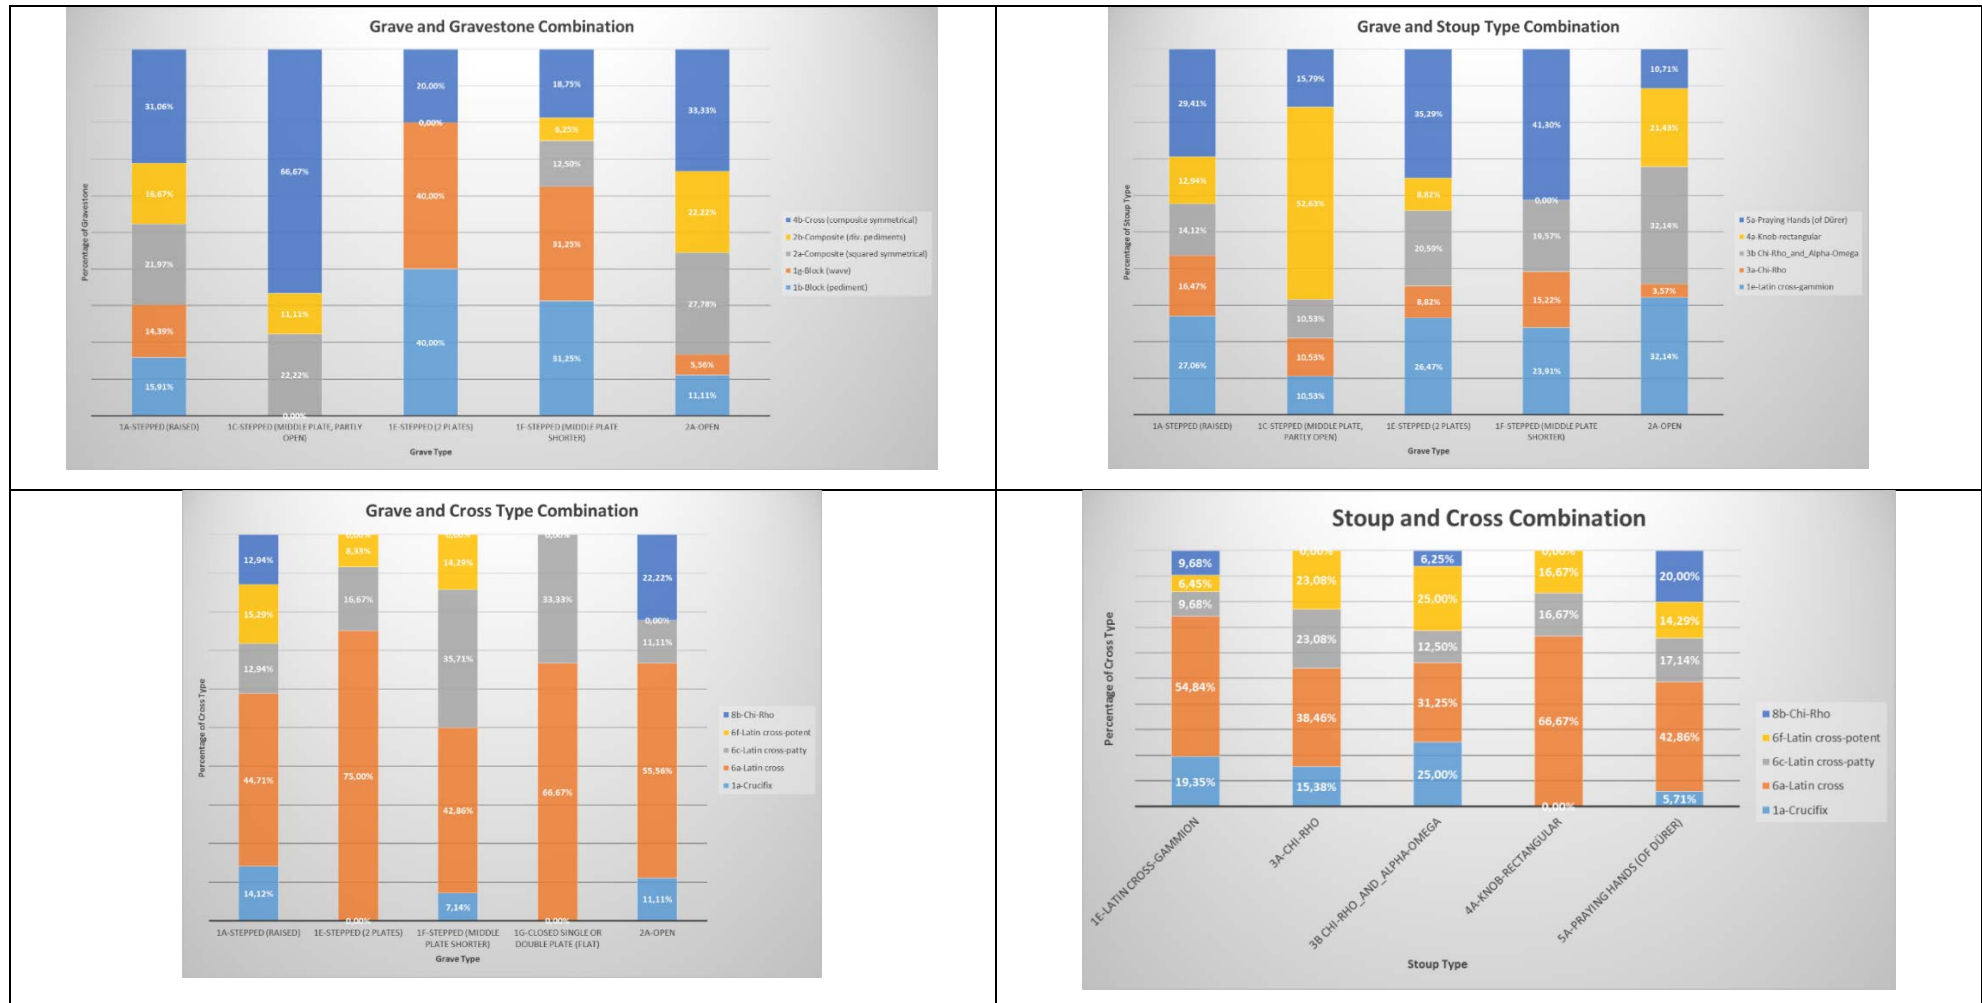 Grave and Gravestone Combination
31,06%
16,67%
21,97%
14,39%
15,91%
66,67%
11,11%
22,22%
0,00%
20,00%
0,00%
40,00%
40,00%
18,75%
6,25%
12,50%
31,25%
31,25%
33,33%
22,22%
27,78%
5,56%
11,11%
Percentage of Gravestone
1A-STEPPED (RAISED)
1C-STEPPED (MIDDLE PLATE, PARTLY
OPEN)
1E-STEPPED (2 PLATES)
1F-STEPPED (MIDDLE PLATE
SHORTER)
2A-OPEN
Grave Type
4b-Cross (composite symmetrical)
2b-Composite (div. pediments)
2a-Composite (squared symmetrical)
1g-Block (wave)
1b-Block (pediment)
Grave and Stoup Type Combination
29,41%
12,94%
14,12%
16,47%
27,06%
15,79%
52,63%
10,53%
10,53%
10,53%
35,29%
8,82%
20,59%
8,82%
26,47%
41,30%
0,00%
19,57%
15,22%
23,91%
10,71%
21,43%
32,14%
3,57%
32,14%
Percentage of Stoup Type
1A-STEPPED (RAISED)
1C-STEPPED (MIDDLE PLATE,
PARTLY OPEN)
1E-STEPPED (2 PLATES)
1F-STEPPED (MIDDLE PLATE
SHORTER)
2A-OPEN
Grave Type
5a-Praying Hands (of Dürer)
4a-Knob-rectangular
3b Chi-Rho_and_Alpha-Omega
3a-Chi-Rho
1e-Latin cross-gammion
Grave and Cross Type Combination
12,94%
15,29%
12,94%
44,71%
14,12%
0,00%
8,33%
16,67%
75,00%
0,00%
0,00%
14,29%
35,71%
42,86%
7,14%
0,00%
33,33%
66,67%
0,00%
22,22%
0,00%
11,11%
55,56%
11,11%
Percentage of Cross Type
1A-STEPPED (RAISED)
1E-STEPPED (2 PLATES)
1F-STEPPED (MIDDLE
PLATE SHORTER)
1G-CLOSED SINGLE OR
DOUBLE PLATE (FLAT)
2A-OPEN
Grave Type
8b-Chi-Rho
6f-Latin cross-potent
6c-Latin cross-patty
6a-Latin cross
1a-Crucifix
Stoup and Cross Combination
9,68%
6,45%
9,68%
54,84%
19,35%
0,00%
23,08%
23,08%
38,46%
15,38%
6,25%
25,00%
12,50%
31,25%
25,00%
0,00%
16,67%
16,67%
66,67%
0,00%
20,00%
14,29%
17,14%
42,86%
5,71%
Percentage of Cross Type
1E-LATIN CROSS-GAMMION
3A-CHI-RHO
3B CHI-RHO_AND_ALPHA-OMEGA
4A-KNOB-RECTANGULAR
5A-PRAYING HANDS (OF DÜRER)
Stoup Type
8b-Chi-Rho
6f-Latin cross-potent
6c-Latin cross-patty
6a-Latin cross
1a-Crucifix